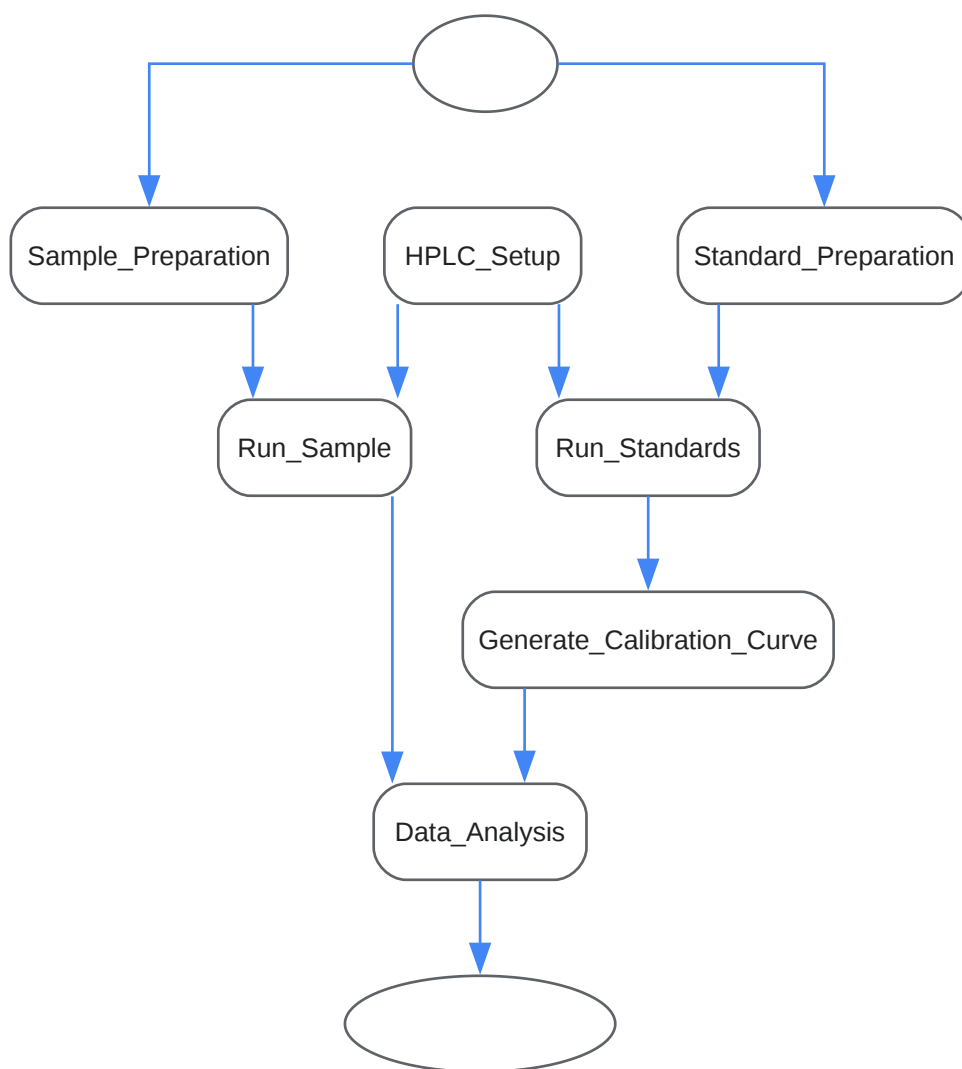 Sample_Preparation
HPLC_Setup
Standard_Preparation
Run_Sample
Run_Standards
Generate_Calibration_Curve
Data_Analysis